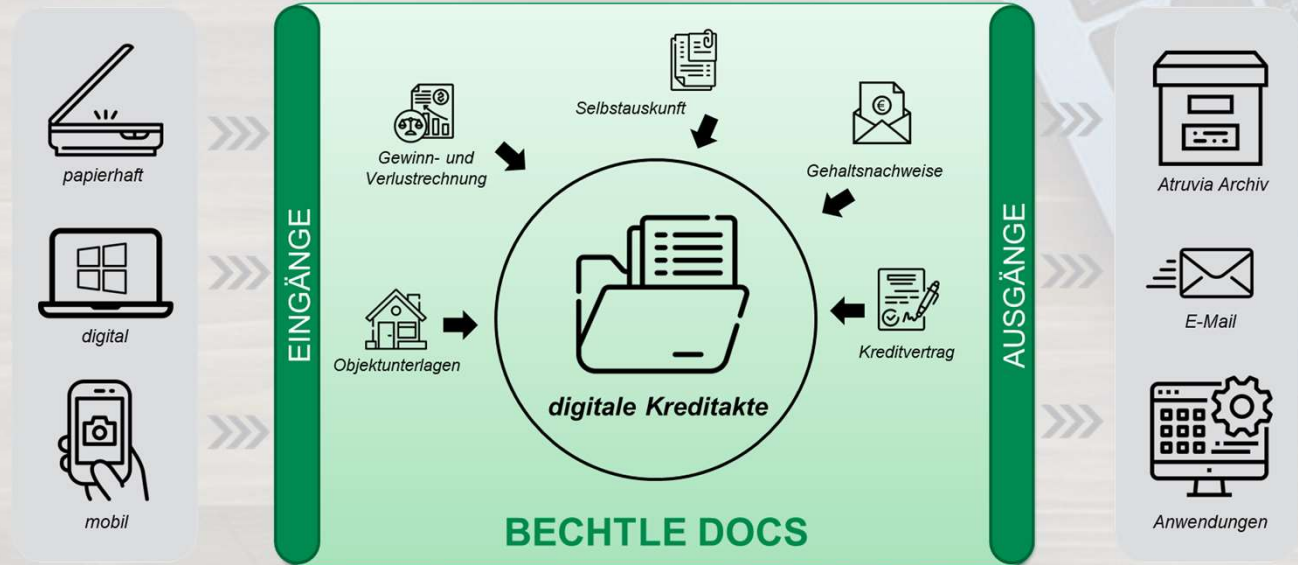 papierhaft
digital
mobil
EINGÄNGE
Selbstauskunft
Gewinn- und
Verlustrechnung
Gehaltsnachweise
Objektunterlagen
Kreditvertrag
digitale Kreditakte
BECHTLE DOCS
AUSGÄNGE
Atruvia Archiv
E-Mail
Anwendungen